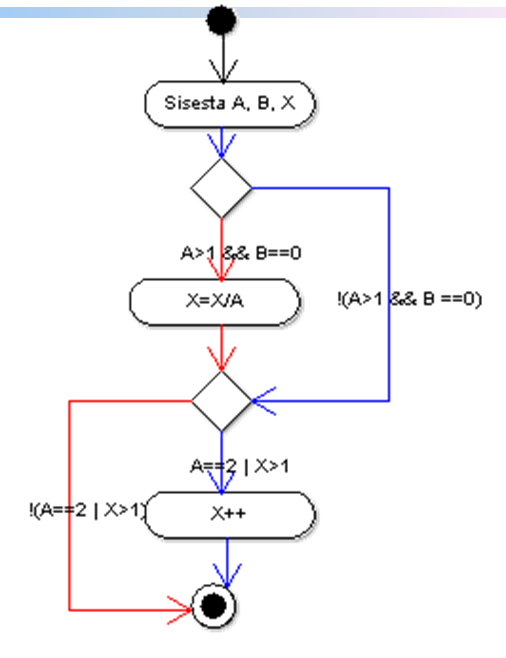 Sisesta A, B, X
A>1 && B==0
X=X/A
!(A>1 && B ==0)
A==2 | X>1
!(A==2 | X>1)
X++